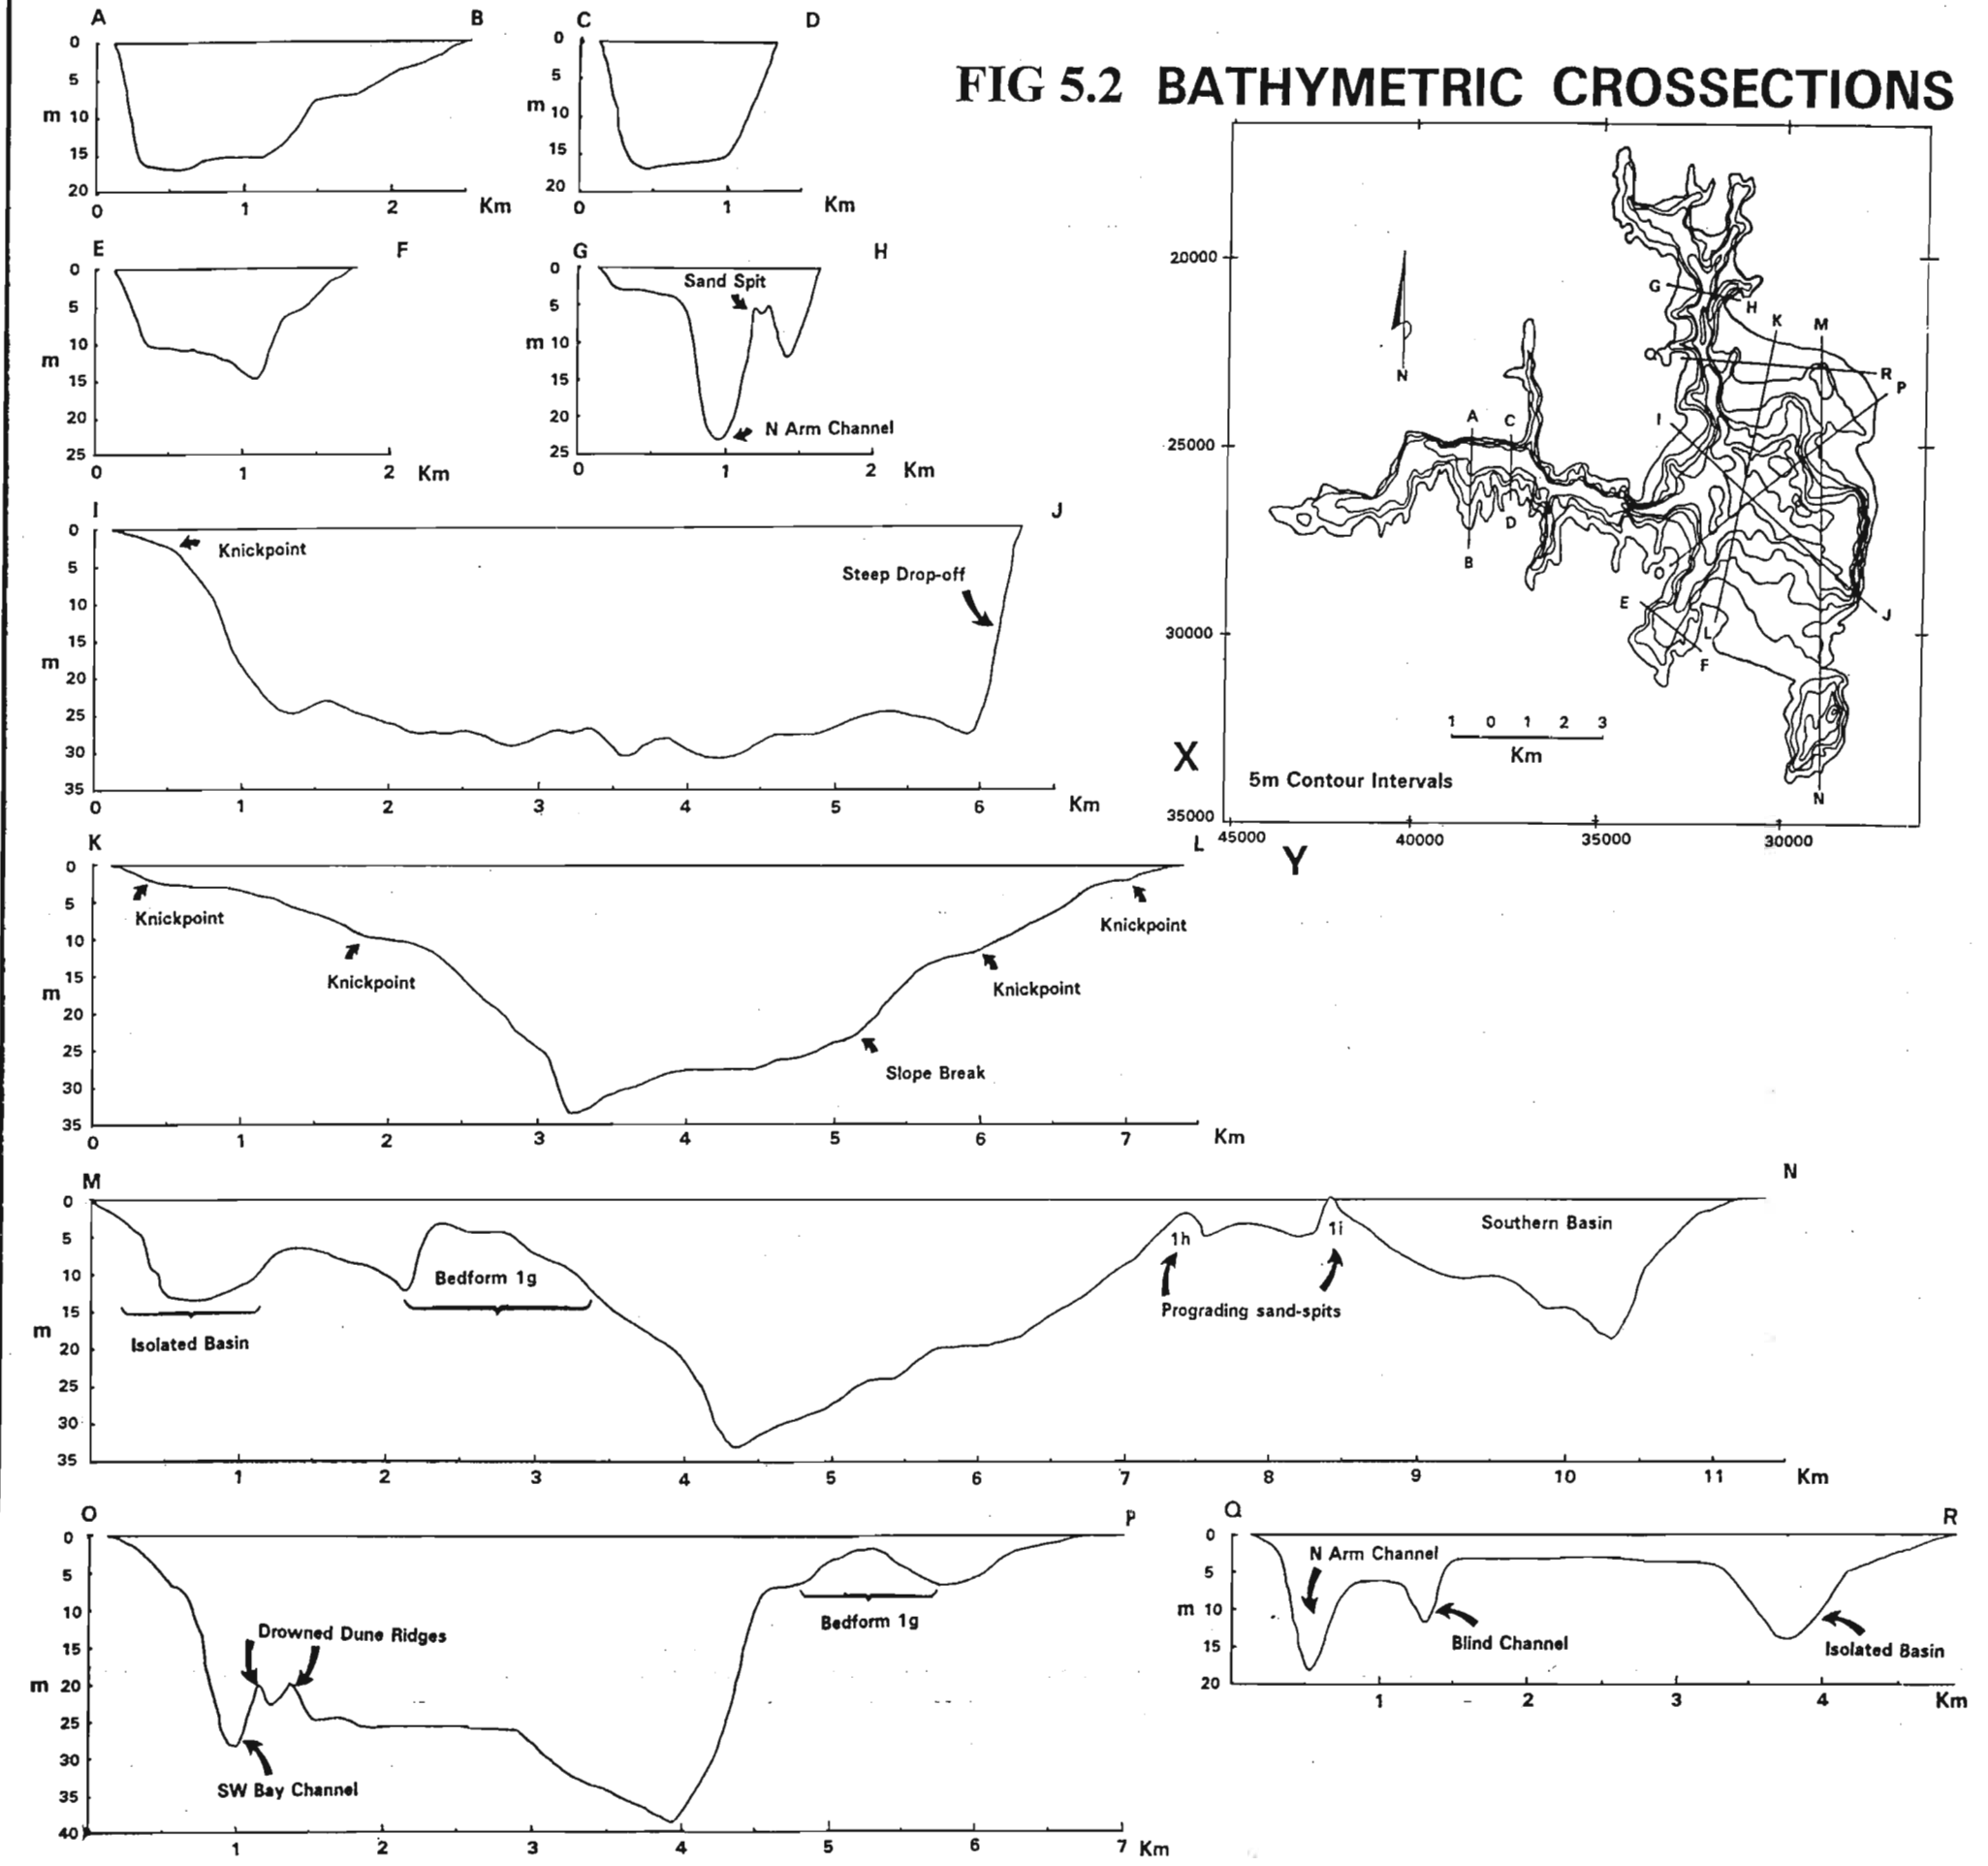 FIG 5.2 BATHYMETRIC CROSSECTIONS
A B
0
5
m 10
15
20
0 1 2 Km
C D
0
5
m 10
15
20
0 1 Km
E F
0
5
10
m
15
20
25
0 1 2 Km
G H
0
5
m 10
15
20
25
Sand Spit
N Arm Channel
0 1 2 Km
I J
0
5
10
15
m
20
25
30
35
Knickpoint
Steep Drop-off
0 1 2 3 4 5 6 Km
20000
25000
30000
35000
X
45000 40000 35000 30000
Y
N
G H
K M
Q R
P
I
A C
D
B
O
E
L
F
J
N
1 0 1 2 3
Km
5m Contour Intervals
K L
0
5
10
15
m
20
25
30
35
Knickpoint
Knickpoint
Knickpoint
Knickpoint
Slope Break
0 1 2 3 4 5 6 7 Km
M N
0
5
10
15
m
20
25
30
35
Isolated Basin
Bedform 1g
1h
1i
Prograding sand-spits
Southern Basin
1 2 3 4 5 6 7 8 9 10 11 Km
O P
0
5
10
15
m 20
25
30
35
40
Drowned Dune Ridges
SW Bay Channel
Bedform 1g
1 2 3 4 5 6 7 Km
Q R
0
5
m 10
15
20
N Arm Channel
Blind Channel
Isolated Basin
1 2 3 4 Km